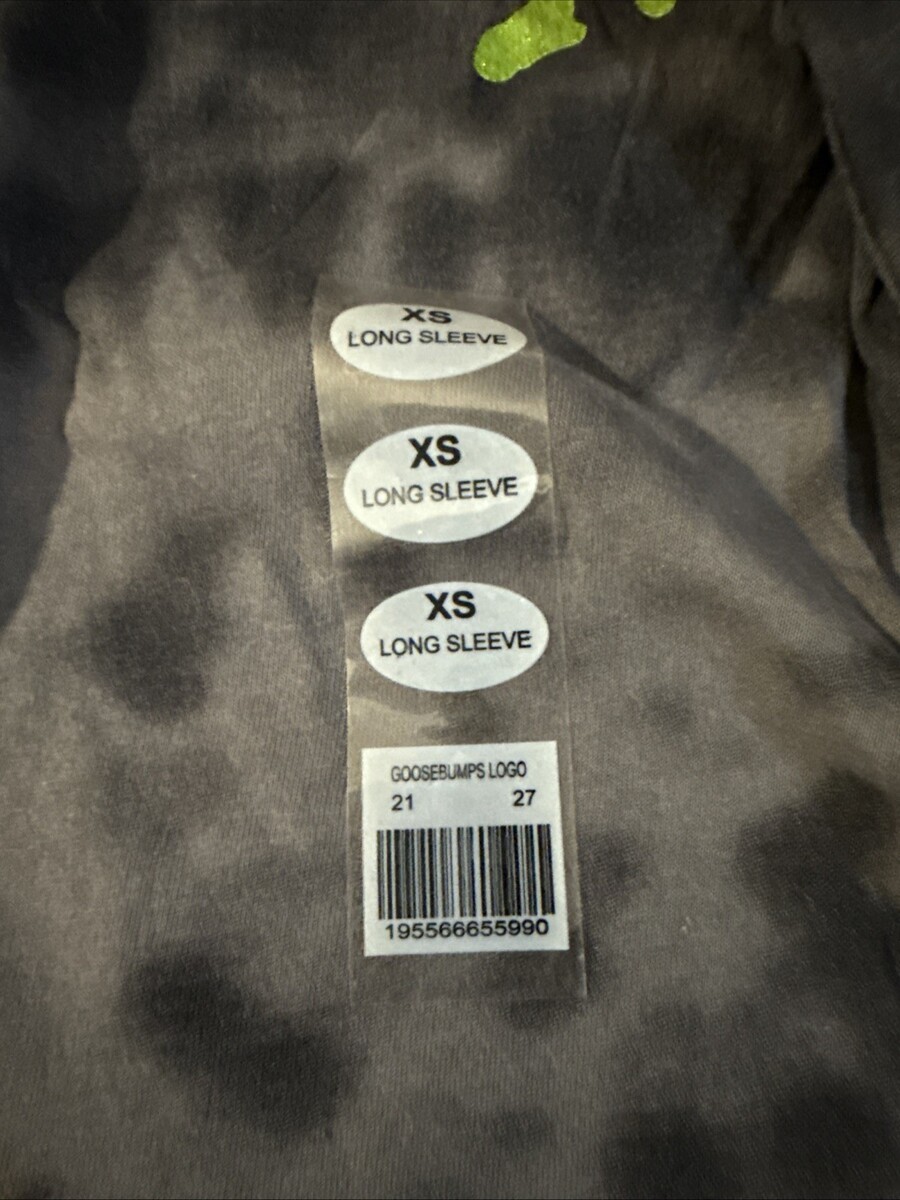 XS
LONG SLEEVE
XS
LONG SLEEVE
XS
LONG SLEEVE
GOOSEBUMPS LOGO
21 27
195566655990